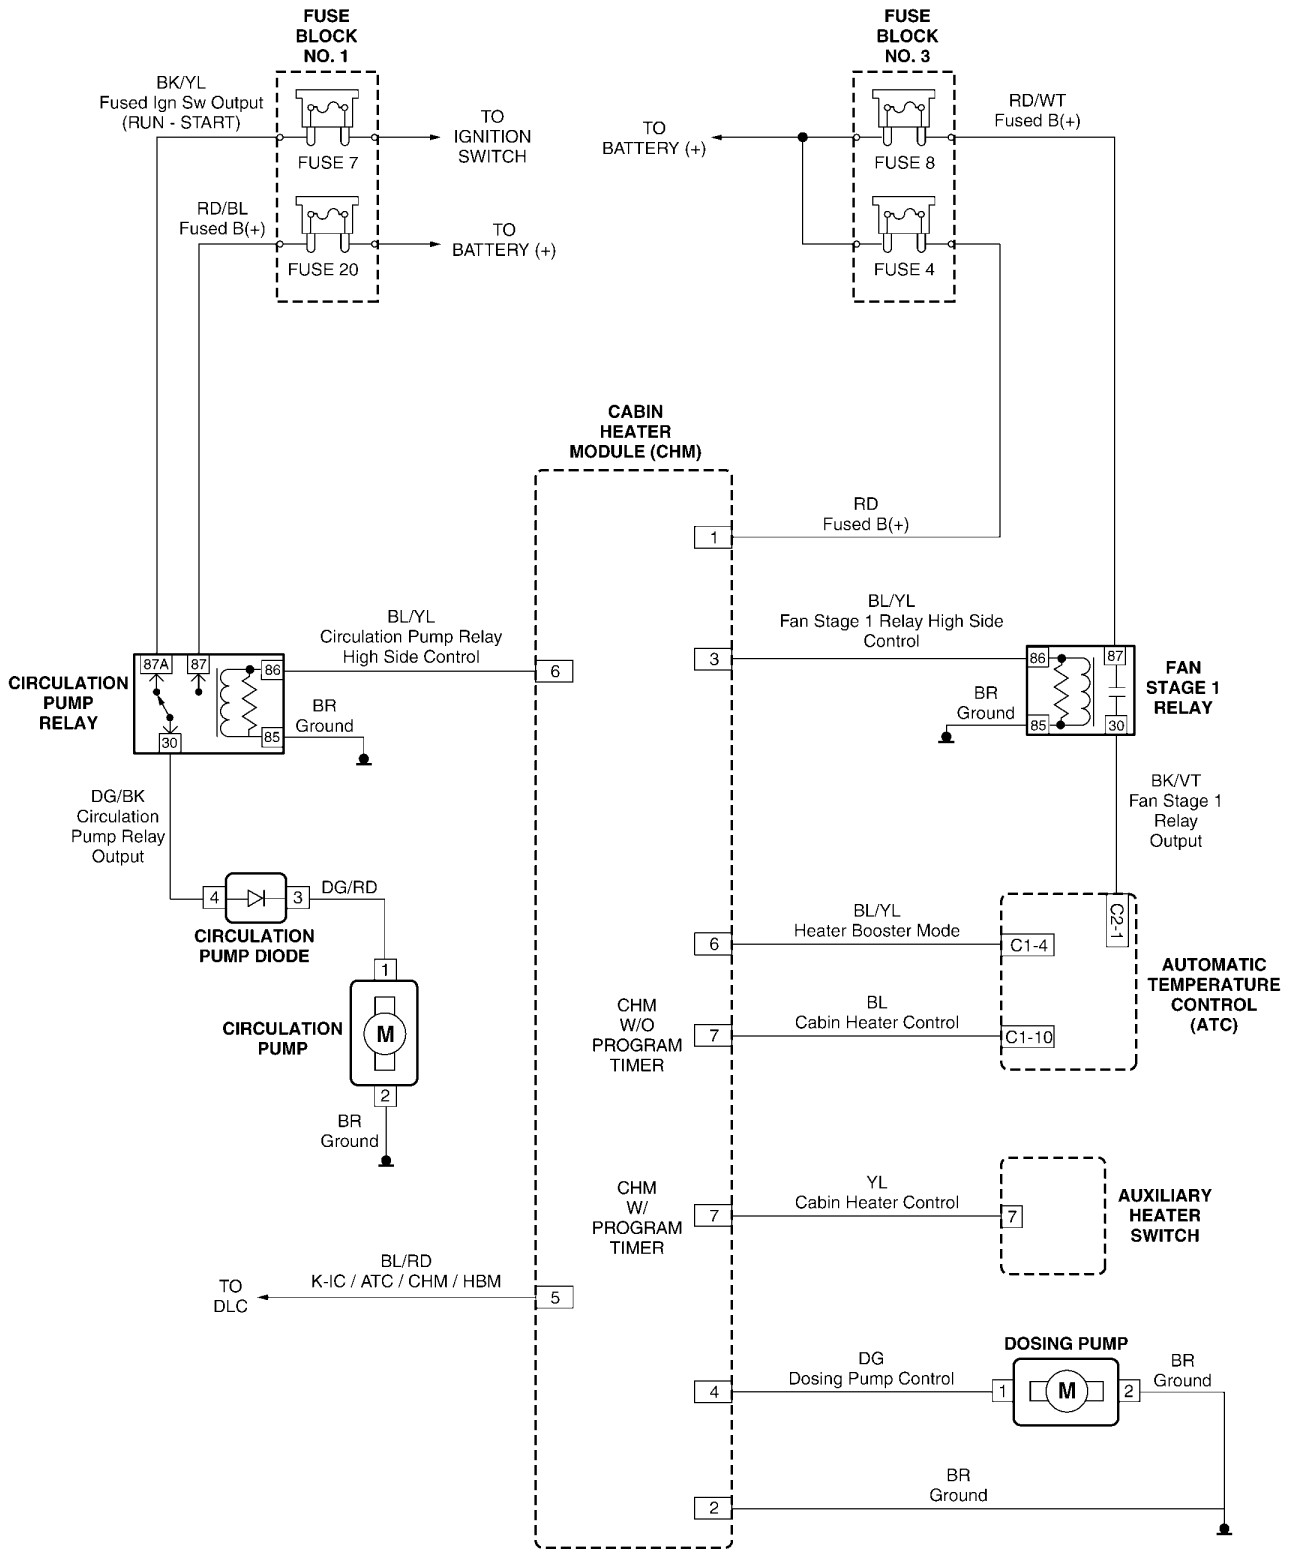 FUSE
BLOCK
NO. 1
FUSE
BLOCK
NO. 3
BK/YL
Fused Ign Sw Output
(RUN - START)
FUSE 7
TO
IGNITION
SWITCH
RD/BL
Fused B(+)
FUSE 20
TO
BATTERY (+)
TO
BATTERY (+)
FUSE 8
RD/WT
Fused B(+)
FUSE 4
CABIN
HEATER
MODULE (CHM)
RD
Fused B(+)
1
BL/YL
Circulation Pump Relay
High Side Control
6
BL/YL
Fan Stage 1 Relay High Side
Control
3
CIRCULATION
PUMP
RELAY
87A
87
86
85
30
BR
Ground
86
87
85
30
BR
Ground
FAN
STAGE 1
RELAY
DG/BK
Circulation
Pump Relay
Output
BK/VT
Fan Stage 1
Relay
Output
4
3
DG/RD
CIRCULATION
PUMP DIODE
1
M
2
CIRCULATION
PUMP
BR
Ground
6
BL/YL
Heater Booster Mode
C1-4
C2-1
AUTOMATIC
TEMPERATURE
CONTROL
(ATC)
CHM
W/O
PROGRAM
TIMER
7
BL
Cabin Heater Control
C1-10
CHM
W/
PROGRAM
TIMER
7
YL
Cabin Heater Control
7
AUXILIARY
HEATER
SWITCH
TO
DLC
BL/RD
K-IC / ATC / CHM / HBM
5
DOSING PUMP
4
DG
Dosing Pump Control
1
M
2
BR
Ground
2
BR
Ground